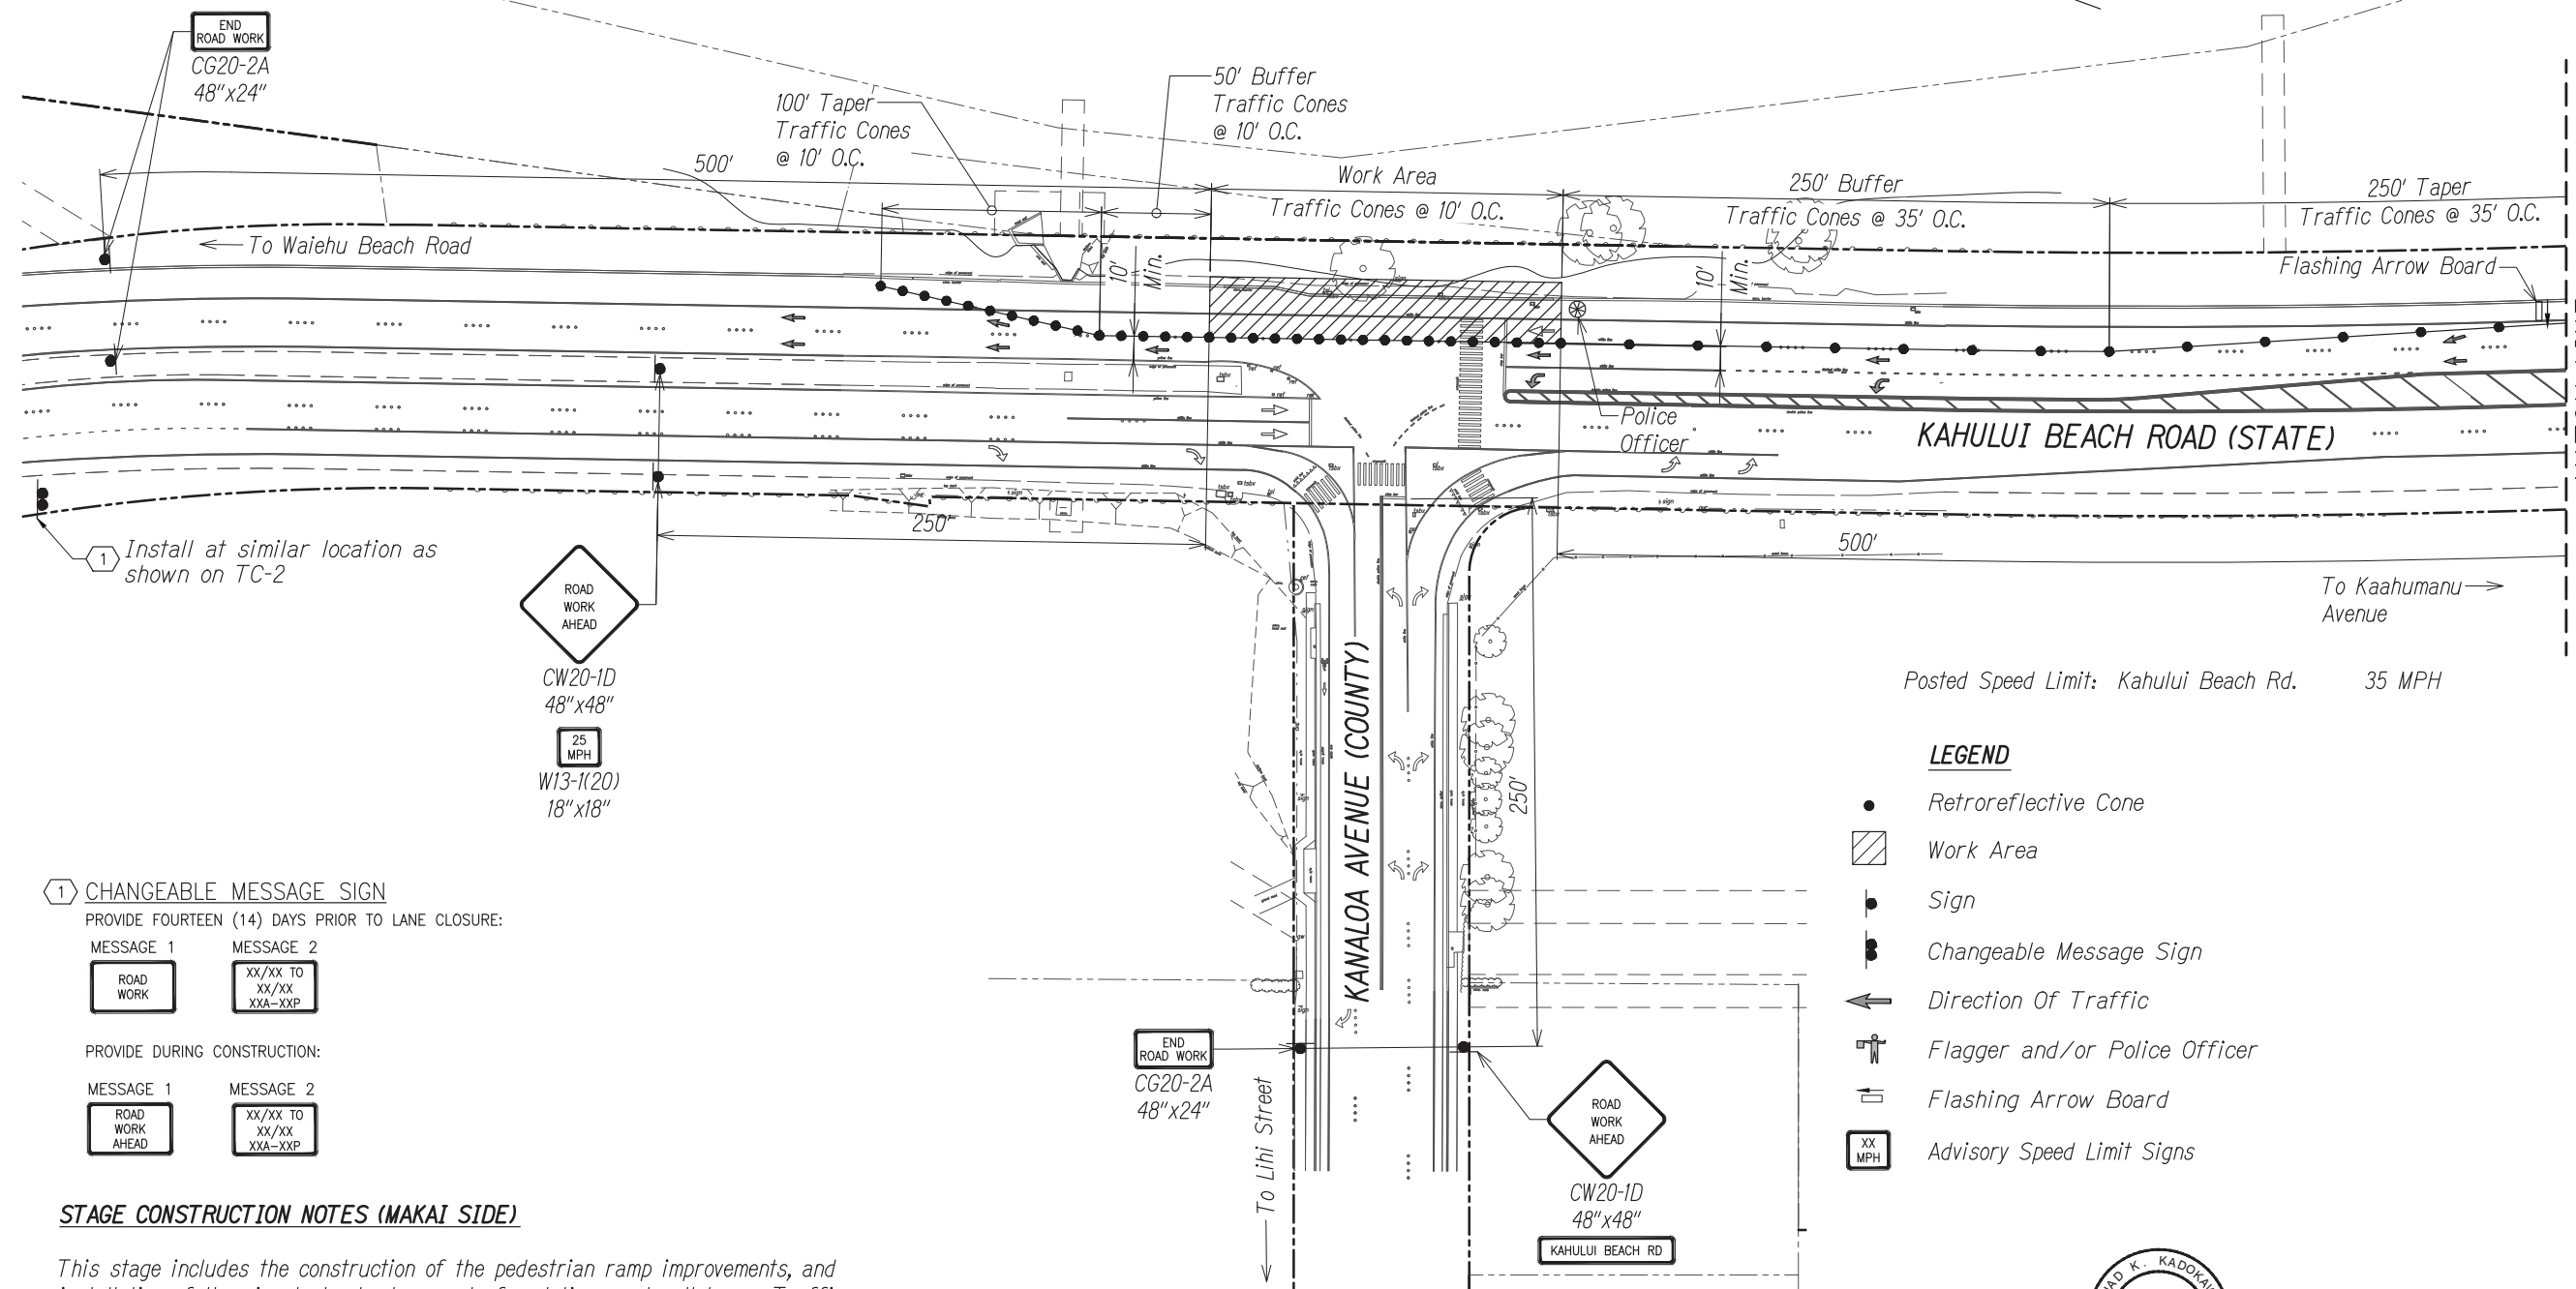 END
ROAD WORK
CG20-2A
48"x24"
100' Taper
Traffic Cones
@ 10' O.C.
50' Buffer
Traffic Cones
@ 10' O.C.
500'
Work Area
Traffic Cones @ 10' O.C.
250' Buffer
Traffic Cones @ 35' O.C.
250' Taper
Traffic Cones @ 35' O.C.
To Waiehu Beach Road
10'
Min.
10'
Min.
Flashing Arrow Board
Police
Officer
KAHULUI BEACH ROAD (STATE)
1
Install at similar location as
shown on TC-2
250'
500'
To Kaahumanu
Avenue
ROAD
WORK
AHEAD
CW20-1D
48"x48"
25
MPH
W13-1(20)
18"x18"
KANALOA AVENUE (COUNTY)
250'
Posted Speed Limit: Kahului Beach Rd. 35 MPH
LEGEND
Retroreflective Cone
Work Area
Sign
Changeable Message Sign
Direction Of Traffic
Flagger and/or Police Officer
Flashing Arrow Board
XX
MPH
Advisory Speed Limit Signs
1 CHANGEABLE MESSAGE SIGN
PROVIDE FOURTEEN (14) DAYS PRIOR TO LANE CLOSURE:
MESSAGE 1 MESSAGE 2
ROAD
WORK
XX/XX TO
XX/XX
XXA-XXP
PROVIDE DURING CONSTRUCTION:
MESSAGE 1 MESSAGE 2
ROAD
WORK
AHEAD
XX/XX TO
XX/XX
XXA-XXP
END
ROAD WORK
CG20-2A
48"x24"
To Lihi Street
ROAD
WORK
AHEAD
CW20-1D
48"x48"
KAHULUI BEACH RD
STAGE CONSTRUCTION NOTES (MAKAI SIDE)
This stage includes the construction of the pedestrian ramp improvements, and